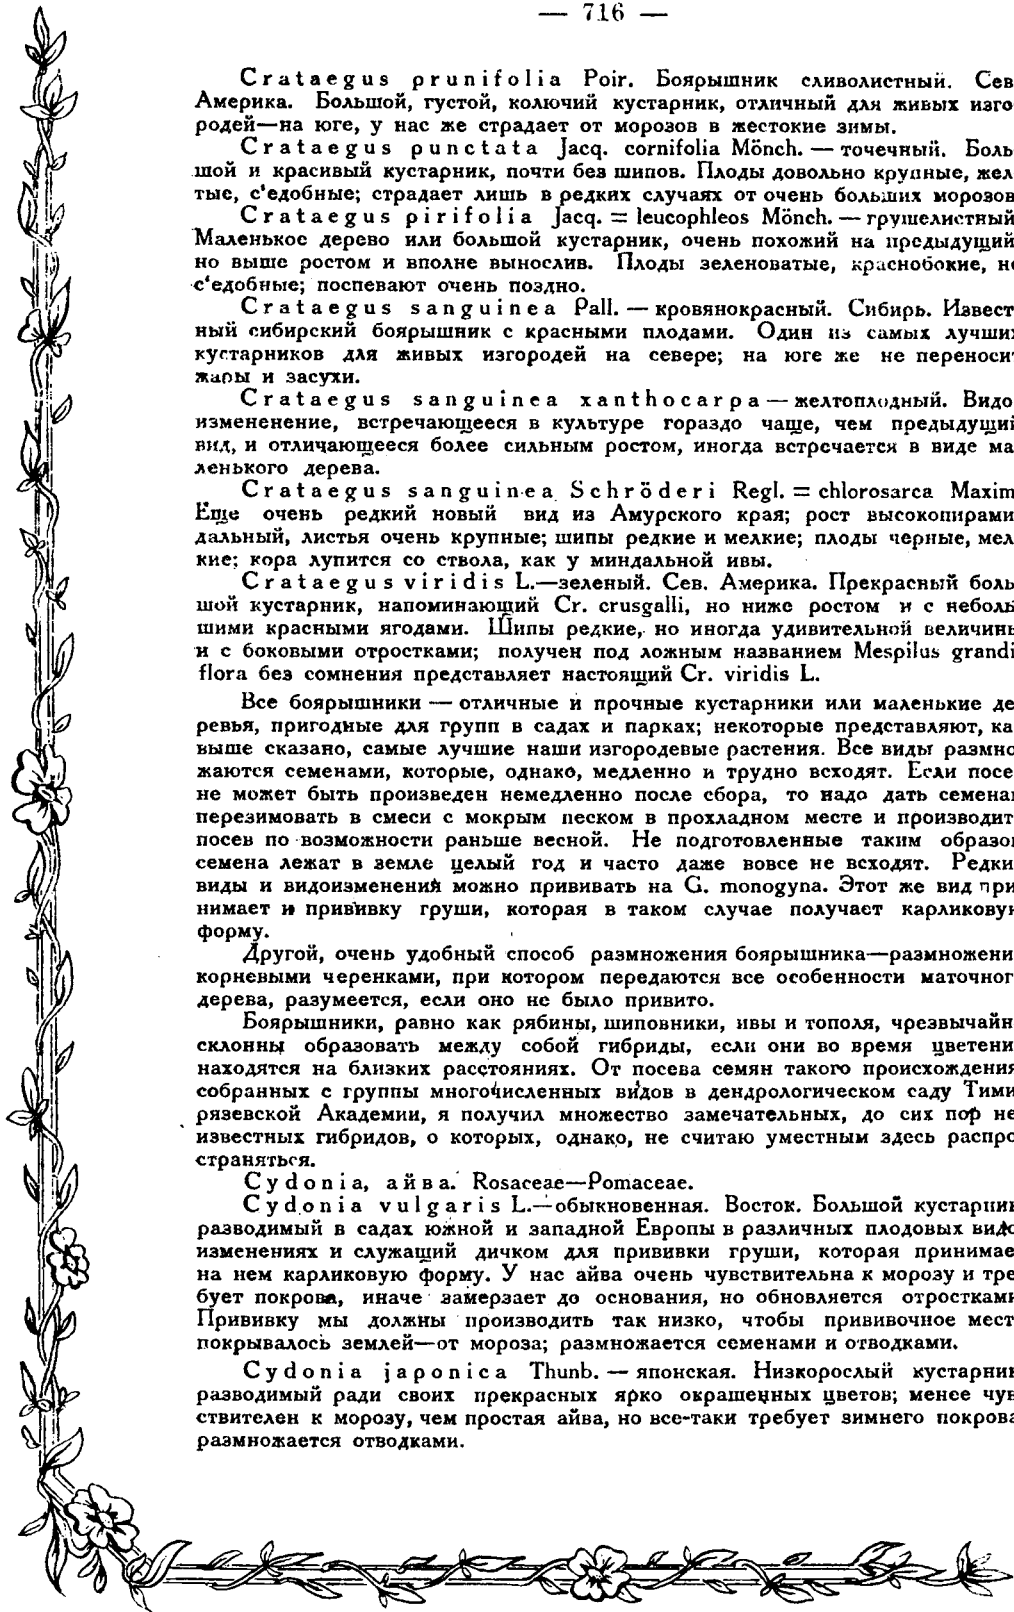 — 716 —
Crataegus prunifolia Poir. Боярышник сливолистный. Сев
Америка. Большой, густой, колючий кустарник, отличный для живых изго
родей—на юге, у нас же страдает от морозов в жестокие зимы.
Crataegus punctata Jacq. cornifolia Mönch. — точечный. Боль
шой и красивый кустарник, почти без шипов. Плоды довольно крупные, жел
тые, с'едобные; страдает лишь в редких случаях от очень больших морозов
Crataegus pirifolia Jacq. = leucophleos Mönch. — грушелистный
Маленькое дерево или большой кустарник, очень похожий на предыдущий
но выше ростом и вполне вынослив. Плоды зеленоватые, краснобокие, н
с'едобные; поспевают очень поздно.
Crataegus sanguinea Pall. — кровянокрасный. Сибирь. Извест
ный сибирский боярышник с красными плодами. Один из самых лучши
кустарников для живых изгородей на севере; на юге же не переноси
жары и засухи.
Crataegus sanguinea xanthocarpa — желтоплодный. Видо
измененение, встречающееся в культуре гораздо чаще, чем предыдущи
вид, и отличающееся более сильным ростом, иногда встречается в виде ма
ленького дерева.
Crataegus sanguinea Schröderi Regl. = chlorosarca Maxim
Еще очень редкий новый вид из Амурского края; рост высокопирами
дальный, листья очень крупные; шипы редкие и мелкие; плоды черные, мел
кие; кора лупится со ствола, как у миндальной ивы.
Crataegus viridis L.—зеленый. Сев. Америка. Прекрасный боль
шой кустарник, напоминающий Cr. crusgalli, но ниже ростом и с неболь
шими красными ягодами. Шипы редкие, но иногда удивительной величин
и с боковыми отростками; получен под ложным названием Mespilus grandi
flora без сомнения представляет настоящий Cr. viridis L.
Все боярышники — отличные и прочные кустарники или маленькие де
ревья, пригодные для групп в садах и парках; некоторые представляют, ка
выше сказано, самые лучшие наши изгородевые растения. Все виды размно
жаются семенами, которые, однако, медленно и трудно всходят. Если посе
не может быть произведен немедленно после сбора, то надо дать семена
перезимовать в смеси с мокрым песком в прохладном месте и производит
посев по возможности раньше весной. Не подготовленные таким образо
семена лежат в земле целый год и часто даже вовсе не всходят. Редки
виды и видоизменений можно прививать на G. monogyna. Этот же вид при
нимает и прививку груши, которая в таком случае получает карликову
форму.
Другой, очень удобный способ размножения боярышника—размножени
корневыми черенками, при котором передаются все особенности маточног
дерева, разумеется, если оно не было привито.
Боярышники, равно как рябины, шиповники, ивы и тополя, чрезвычайн
склонны образовать между собой гибриды, если они во время цветени
находятся на близких расстояниях. От посева семян такого происхождения
собранных с группы многочисленных видов в дендрологическом саду Тими
рязевской Академии, я получил множество замечательных, до сих пор не
известных гибридов, о которых, однако, не считаю уместным здесь распро
страняться.
Cydonia, айва. Rosaceae—Pomaceae.
Cydonia vulgaris L.—обыкновенная. Восток. Большой кустарник
разводимый в садах южной и западной Европы в различных плодовых видо
изменениях и служащий дичком для прививки груши, которая принимае
на нем карликовую форму. У нас айва очень чувствительна к морозу и тре
бует покрова, иначе замерзает до основания, но обновляется отростками
Прививку мы должны производить так низко, чтобы прививочное мест
покрывалось землей—от мороза; размножается семенами и отводками.
Cydonia japonica Thunb. — японская. Низкорослый кустарник
разводимый ради своих прекрасных ярко окрашенных цветов; менее чув
ствителен к морозу, чем простая айва, но все-таки требует зимнего покрова
размножается отводками.